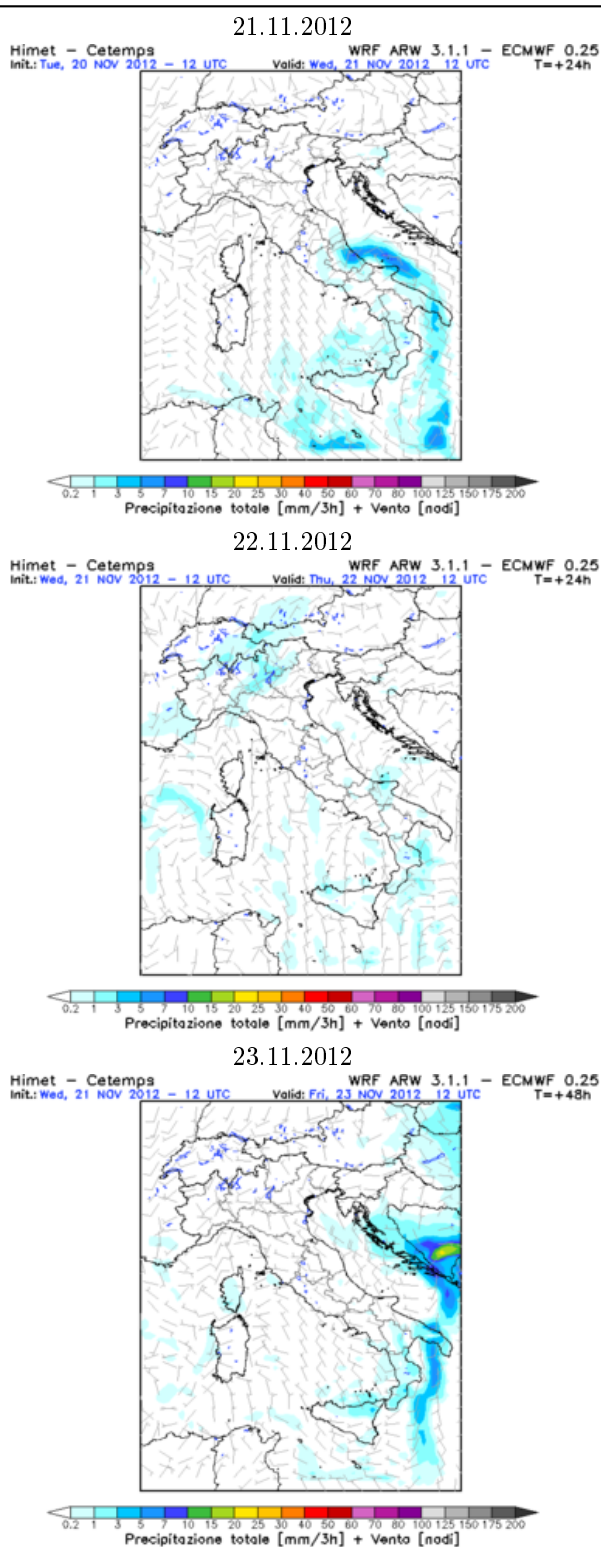 21.11.2012
Himet – Cetemps WRF ARW 3.1.1 – ECMWF 0.25
Init.: Tue, 20 NOV 2012 – 12 UTC Valid: Wed, 21 NOV 2012 12 UTC T=+24h
0.2 1 3 5 7 10 15 20 25 30 40 50 60 70 80 100 125 150 175 200
Precipitazione totale [mm/3h] + Vento [nodi]
22.11.2012
Himet – Cetemps WRF ARW 3.1.1 – ECMWF 0.25
Init.: Wed, 21 NOV 2012 – 12 UTC Valid: Thu, 22 NOV 2012 12 UTC T=+24h
0.2 1 3 5 7 10 15 20 25 30 40 50 60 70 80 100 125 150 175 200
Precipitazione totale [mm/3h] + Vento [nodi]
23.11.2012
Himet – Cetemps WRF ARW 3.1.1 – ECMWF 0.25
Init.: Wed, 21 NOV 2012 – 12 UTC Valid: Fri, 23 NOV 2012 12 UTC T=+48h
0.2 1 3 5 7 10 15 20 25 30 40 50 60 70 80 100 125 150 175 200
Precipitazione totale [mm/3h] + Vento [nodi]